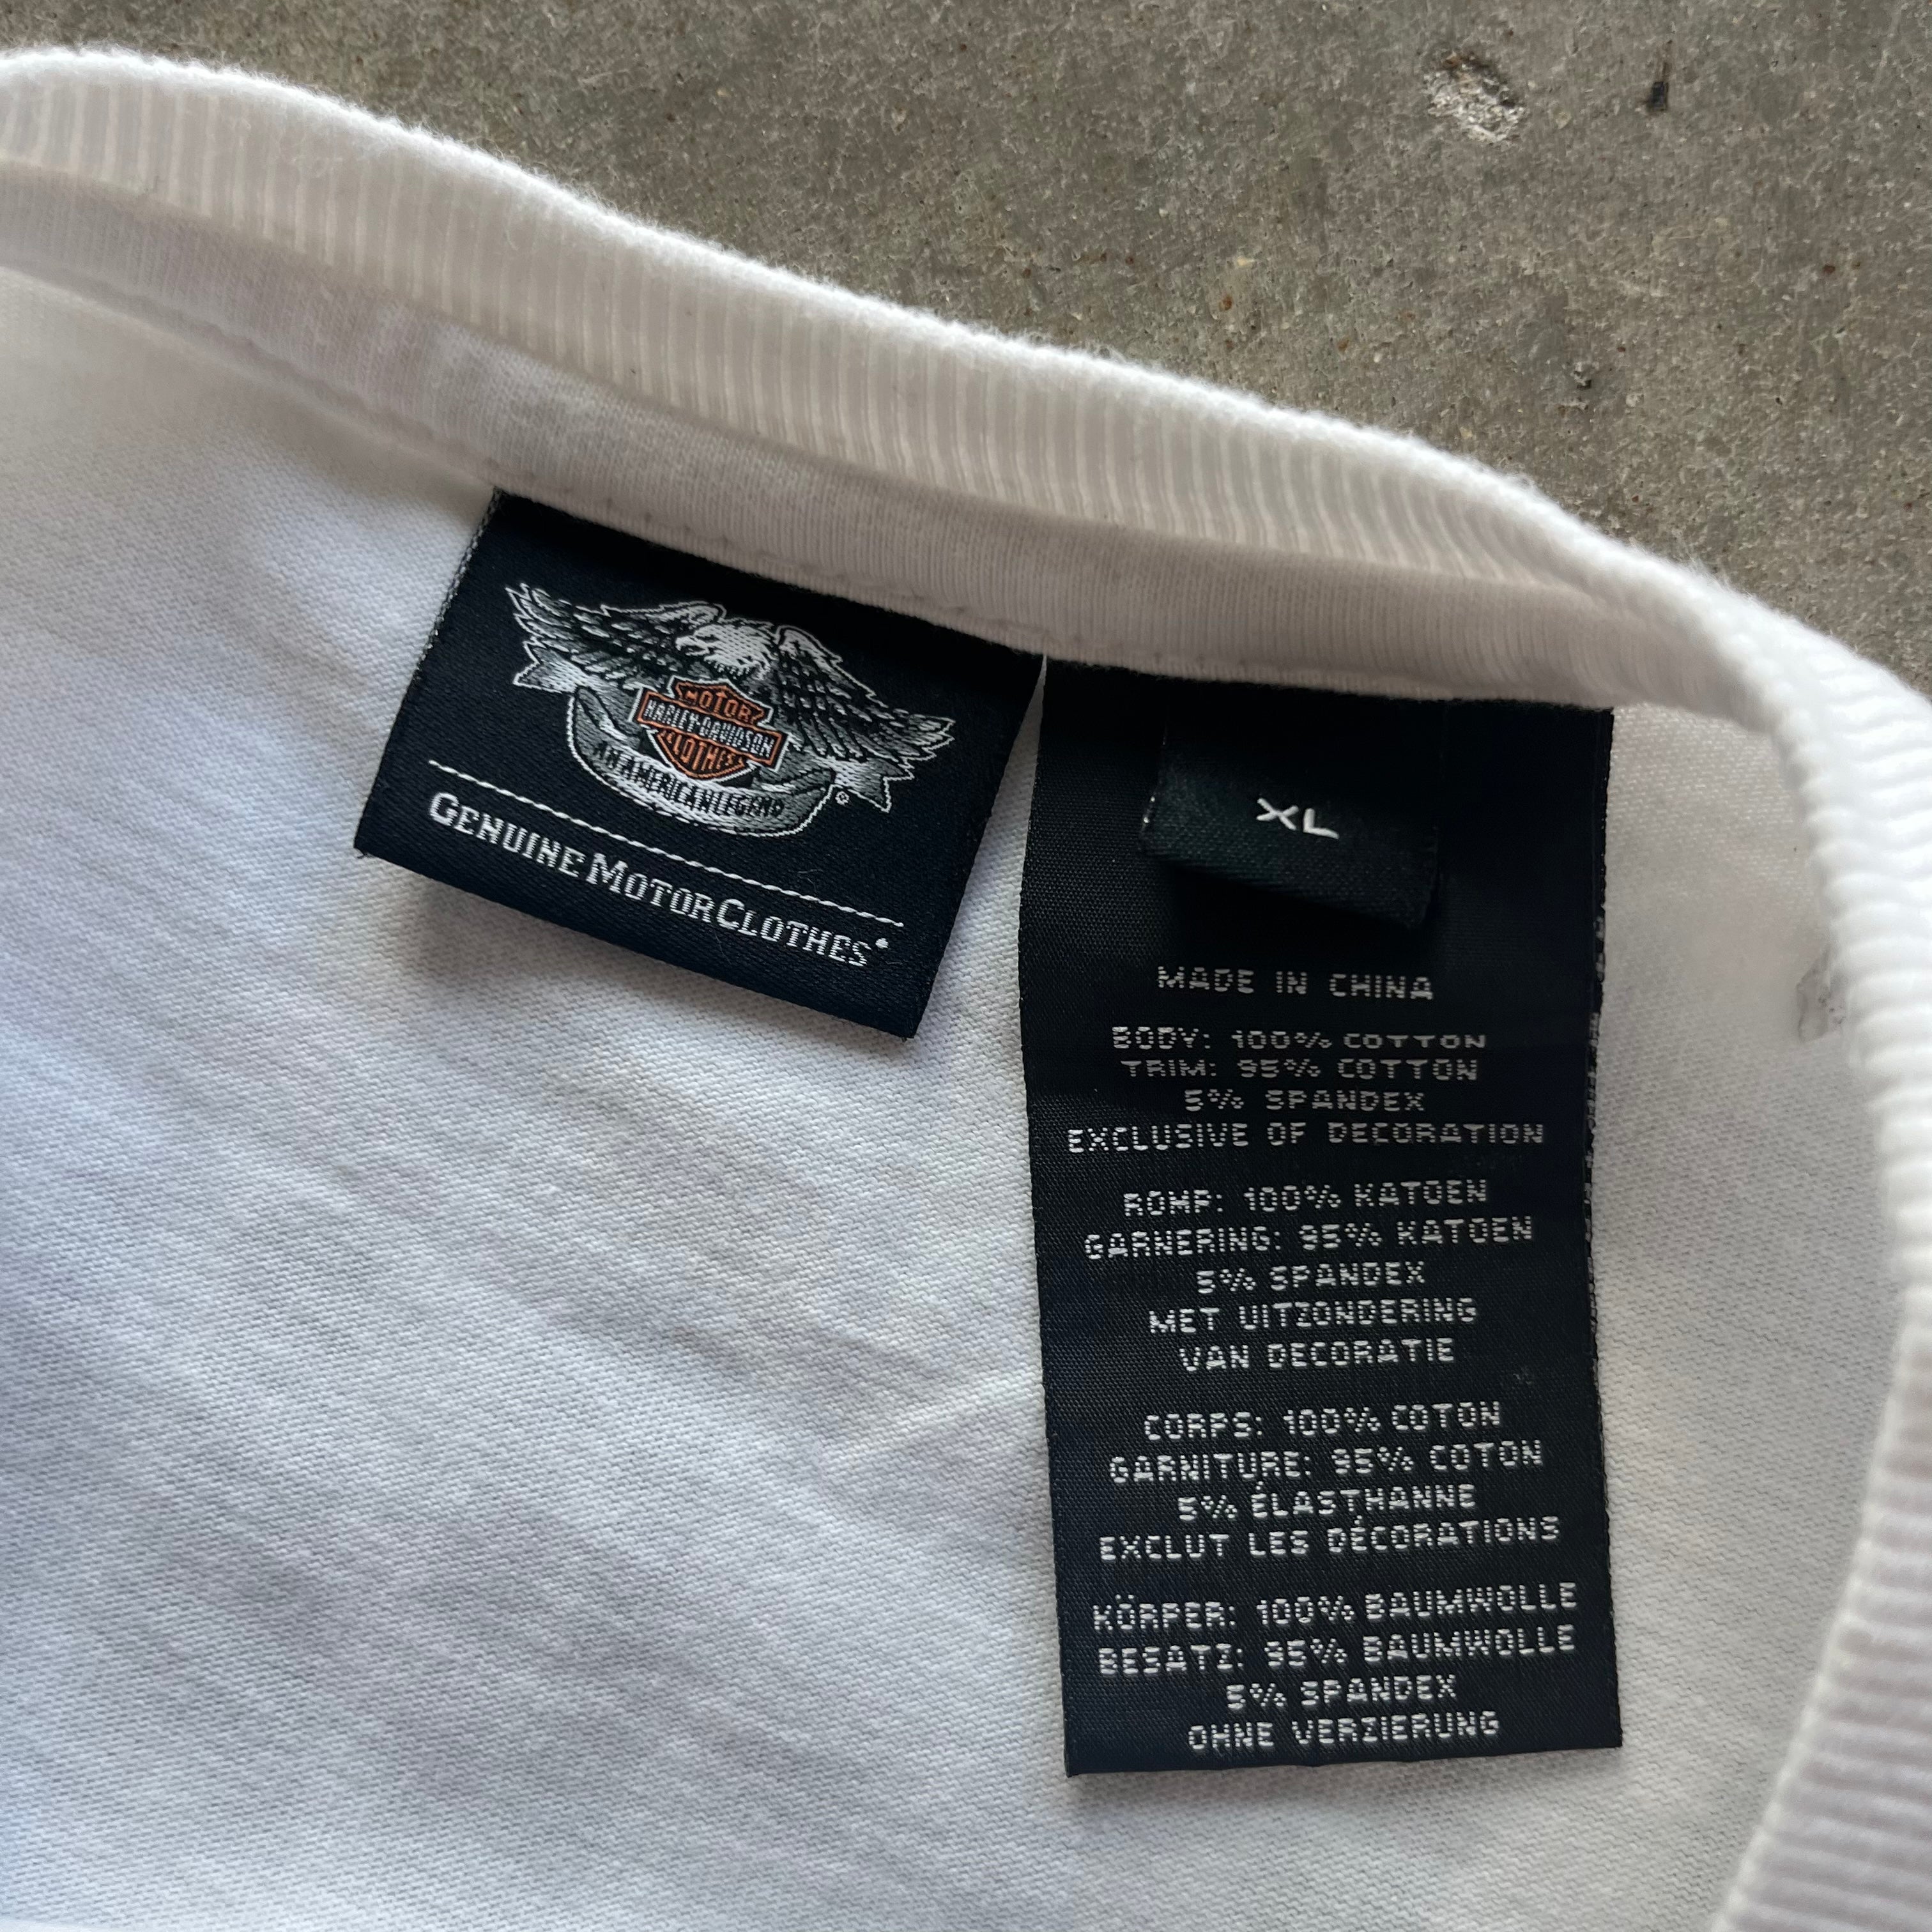 MOTOR
HARLEY-DAVIDSON
CLOTHES
AN AMERICAN LEGEND
®
GENUINE MOTORCLOTHES®
XL
MADE IN CHINA
BODY: 100% COTTON
TRIM: 95% COTTON
5% SPANDEX
EXCLUSIVE OF DECORATION
ROMP: 100% KATOEN
GARNERING: 95% KATOEN
5% SPANDEX
MET UITZONDERING
VAN DECORATIE
CORPS: 100% COTON
GARNITURE: 95% COTON
5% ÉLASTHANNE
EXCLUT LES DÉCORATIONS
KÖRPER: 100% BAUMWOLLE
BESATZ: 95% BAUMWOLLE
5% SPANDEX
OHNE VERZIERUNG